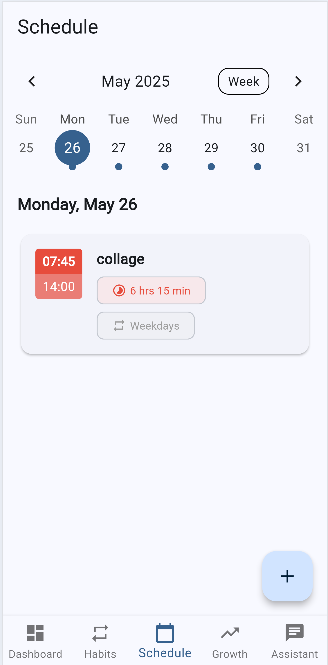 Schedule
May 2025 Week
Sun Mon Tue Wed Thu Fri Sat
25 26 27 28 29 30 31
Monday, May 26
07:45 collage
14:00
6 hrs 15 min
Weekdays
+
Dashboard Habits Schedule Growth Assistant